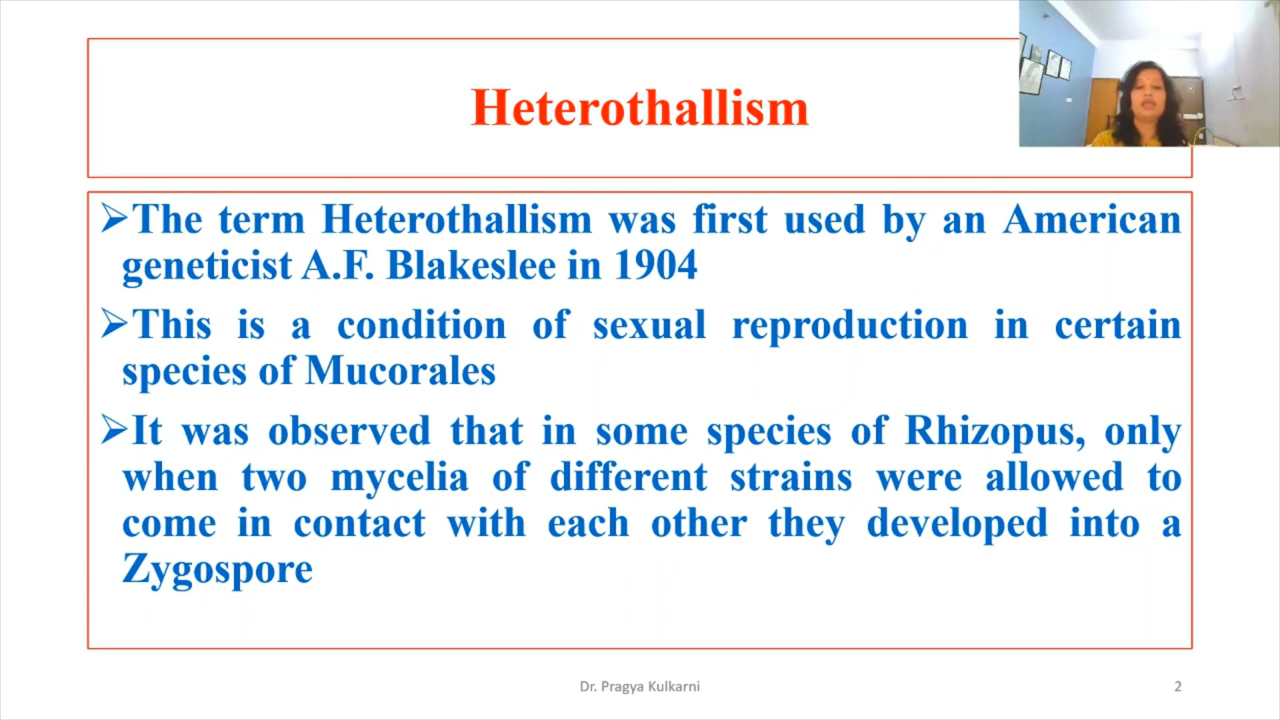 Heterothallism
➢The term Heterothallism was first used by an American
geneticist A.F. Blakeslee in 1904
➢This is a condition of sexual reproduction in certain
species of Mucorales
➢It was observed that in some species of Rhizopus, only
when two mycelia of different strains were allowed to
come in contact with each other they developed into a
Zygospore
Dr. Pragya Kulkarni
2